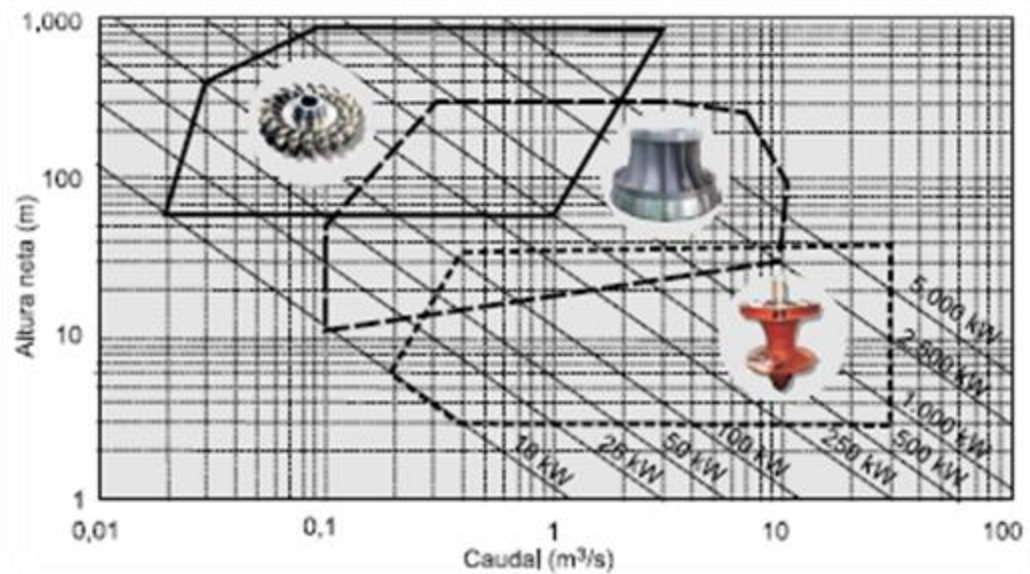 1,000
100
10
1
Altura neta (m)
0,01
0,1
1
10
100
Caudal (m³/s)
10 kW
25 kW
50 kW
100 kW
250 kW
500 kW
1.000 kW
2.500 kW
5.000 kW